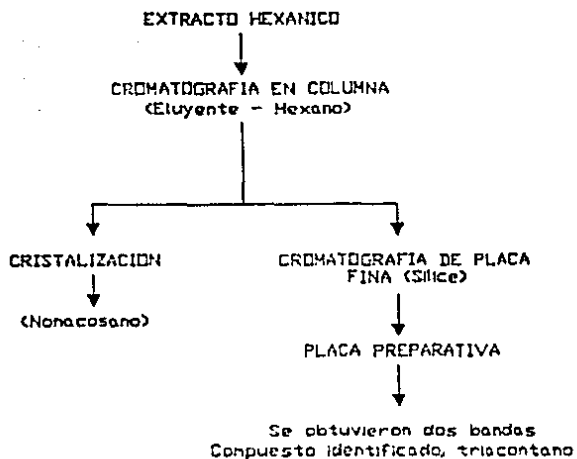 EXTRACTO HEXANICO
CROMATOGRAFIA EN COLUMNA
(Eluyente - Hexano)
CRISTALIZACION
(Nonacosano)
CROMATOGRAFIA DE PLACA
FINA (Silice)
PLACA PREPARATIVA
Se obtuvieron dos bandas
Compuesto identificado, triacontano